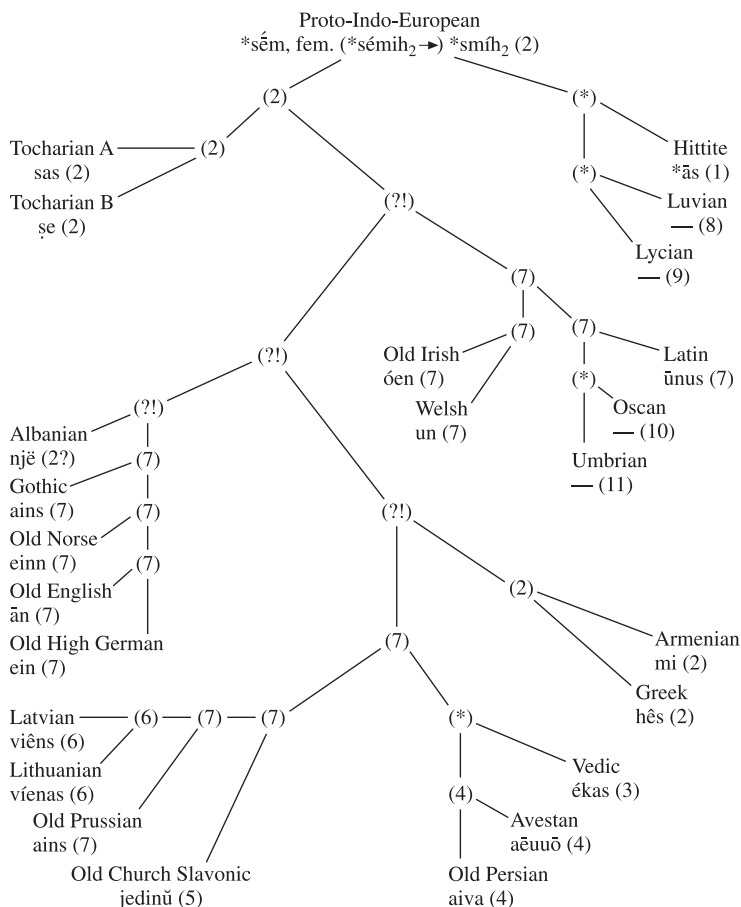 Proto-Indo-European
*sḗm, fem. (*sémih₂→) *smíh₂ (2)
(2)
(*)
Tocharian A
sas (2)
(2)
Tocharian B
ṣe (2)
Hittite
*ās (1)
(*)
Luvian
— (8)
Lycian
— (9)
(?!)
(7)
(?!)
Old Irish
óen (7)
(7)
(7)
Latin
ūnus (7)
Welsh
un (7)
(*)
Oscan
— (10)
Umbrian
— (11)
(?!)
Albanian
një (2?)
(7)
Gothic
ains (7)
(7)
Old Norse
einn (7)
(7)
Old English
ān (7)
Old High German
ein (7)
(?!)
(2)
Armenian
mi (2)
Greek
hês (2)
(7)
Latvian
viêns (6)
(6)
(7)
(7)
(*)
Lithuanian
víenas (6)
Vedic
ékas (3)
Old Prussian
ains (7)
(4)
Avestan
aēuuō (4)
Old Church Slavonic
jedinŭ (5)
Old Persian
aiva (4)